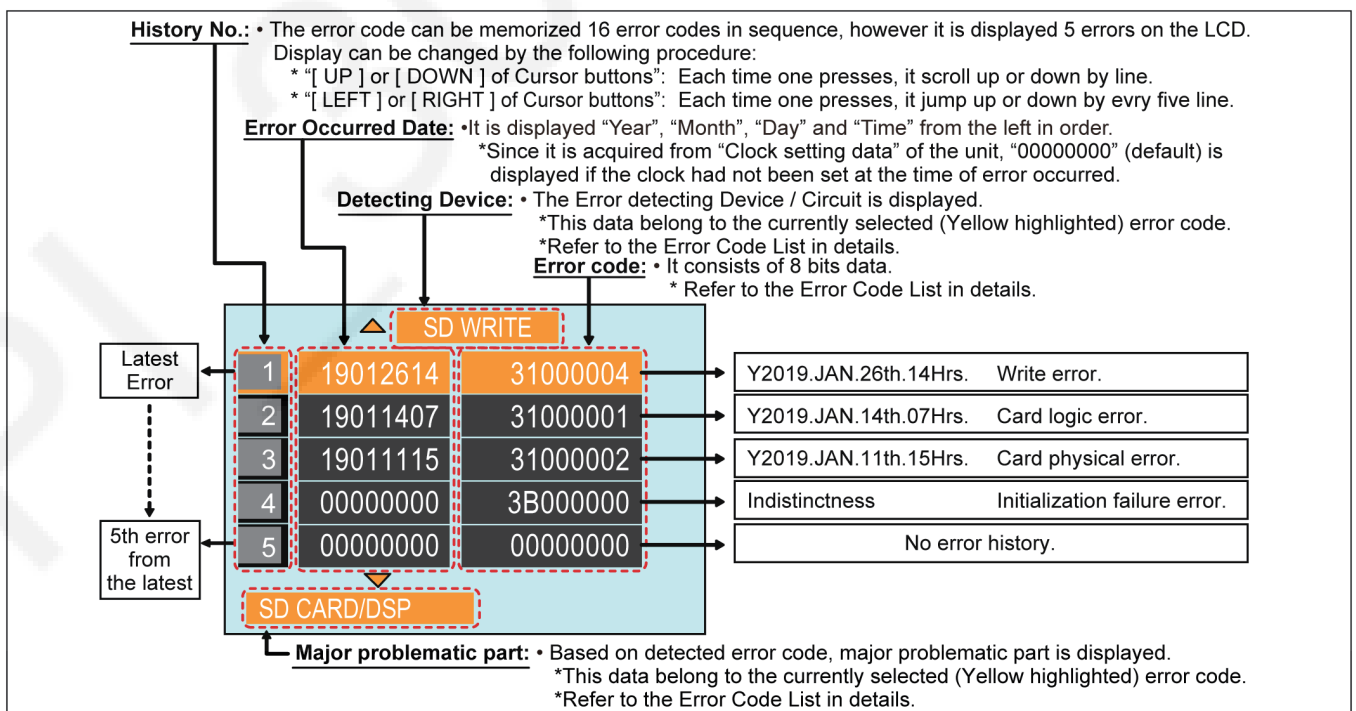 History No.: • The error code can be memorized 16 error codes in sequence, however it is displayed 5 errors on the LCD.
Display can be changed by the following procedure:
* “[ UP ] or [ DOWN ] of Cursor buttons”: Each time one presses, it scroll up or down by line.
* “[ LEFT ] or [ RIGHT ] of Cursor buttons”: Each time one presses, it jump up or down by evry five line.
Error Occurred Date: •It is displayed “Year”, “Month”, “Day” and “Time” from the left in order.
*Since it is acquired from “Clock setting data” of the unit, “00000000” (default) is
displayed if the clock had not been set at the time of error occurred.
Detecting Device: • The Error detecting Device / Circuit is displayed.
*This data belong to the currently selected (Yellow highlighted) error code.
*Refer to the Error Code List in details.
Error code: • It consists of 8 bits data.
* Refer to the Error Code List in details.
SD WRITE
Latest
Error
1 19012614 31000004 Y2019.JAN.26th.14Hrs. Write error.
2 19011407 31000001 Y2019.JAN.14th.07Hrs. Card logic error.
3 19011115 31000002 Y2019.JAN.11th.15Hrs. Card physical error.
4 00000000 3B000000 Indistinctness Initialization failure error.
5 00000000 00000000 No error history.
5th error
from
the latest
SD CARD/DSP
Major problematic part: • Based on detected error code, major problematic part is displayed.
*This data belong to the currently selected (Yellow highlighted) error code.
*Refer to the Error Code List in details.